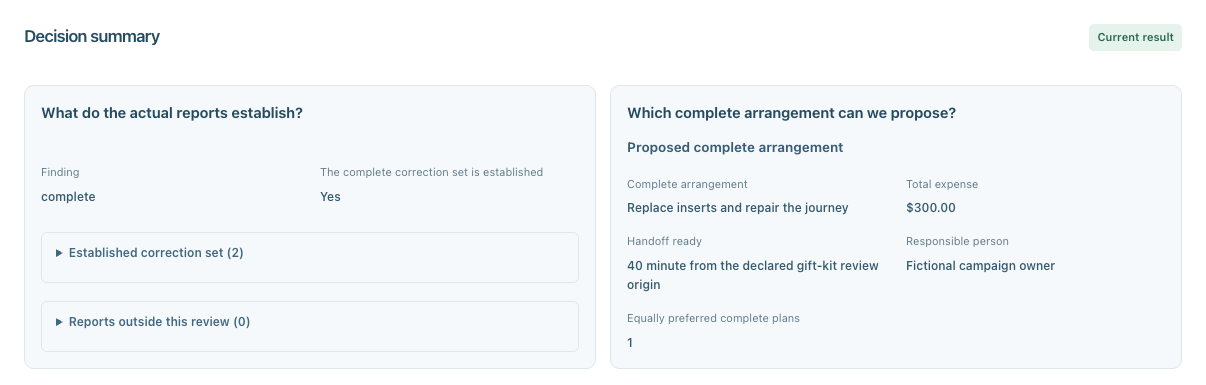 Decision summary
Current result
What do the actual reports establish?
Finding
The complete correction set is established
complete
Yes
▶ Established correction set (2)
▶ Reports outside this review (0)
Which complete arrangement can we propose?
Proposed complete arrangement
Complete arrangement
Total expense
Replace inserts and repair the journey
$300.00
Handoff ready
Responsible person
40 minute from the declared gift-kit review
origin
Fictional campaign owner
Equally preferred complete plans
1